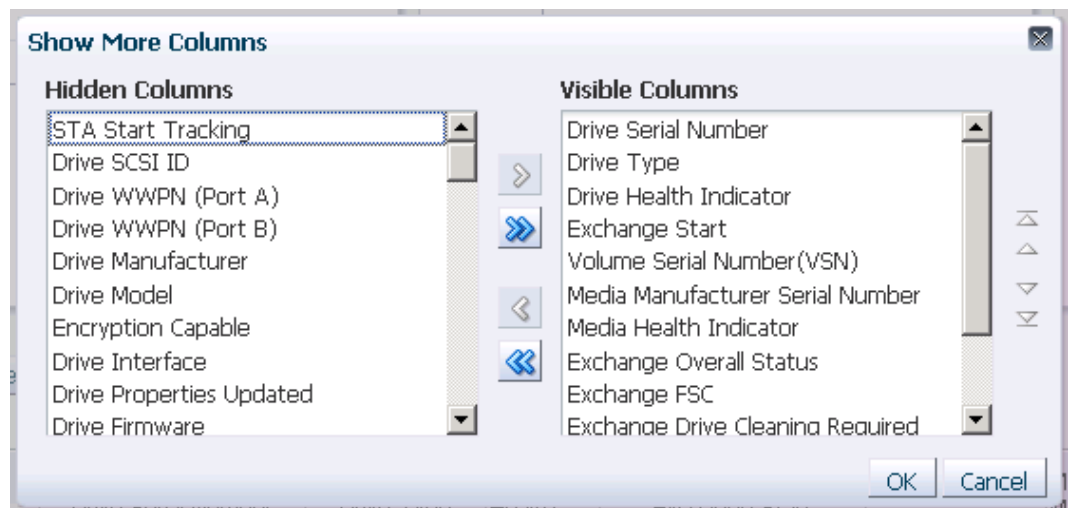 Show More Columns
Hidden Columns
STA Start Tracking
Drive SCSI ID
Drive WWPN (Port A)
Drive WWPN (Port B)
Drive Manufacturer
Drive Model
Encryption Capable
Drive Interface
Drive Properties Updated
Drive Firmware
Visible Columns
Drive Serial Number
Drive Type
Drive Health Indicator
Exchange Start
Volume Serial Number(VSN)
Media Manufacturer Serial Number
Media Health Indicator
Exchange Overall Status
Exchange FSC
Exchange Drive Cleaning Required
OK
Cancel